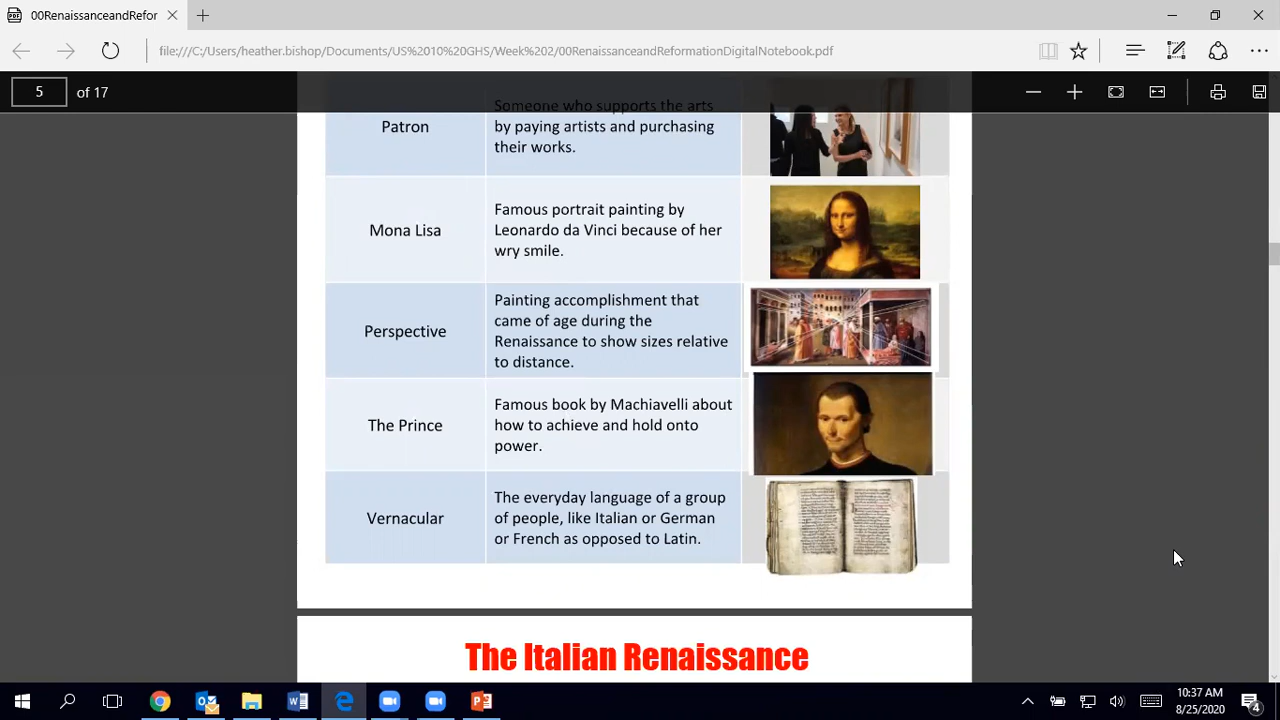 00RenaissanceandRefor
file:///C:/Users/heather.bishop/Documents/US%2010%20GHS/Week%202/00RenaissanceandReformationDigitalNotebook.pdf
5 of 17
Patron
Someone who supports the arts
by paying artists and purchasing
their works.
Mona Lisa
Famous portrait painting by
Leonardo da Vinci because of her
wry smile.
Perspective
Painting accomplishment that
came of age during the
Renaissance to show sizes relative
to distance.
The Prince
Famous book by Machiavelli about
how to achieve and hold onto
power.
Vernacular
The everyday language of a group
of people, like Italian or German
or French as opposed to Latin.
The Italian Renaissance
10:37 AM
8/25/2020
4